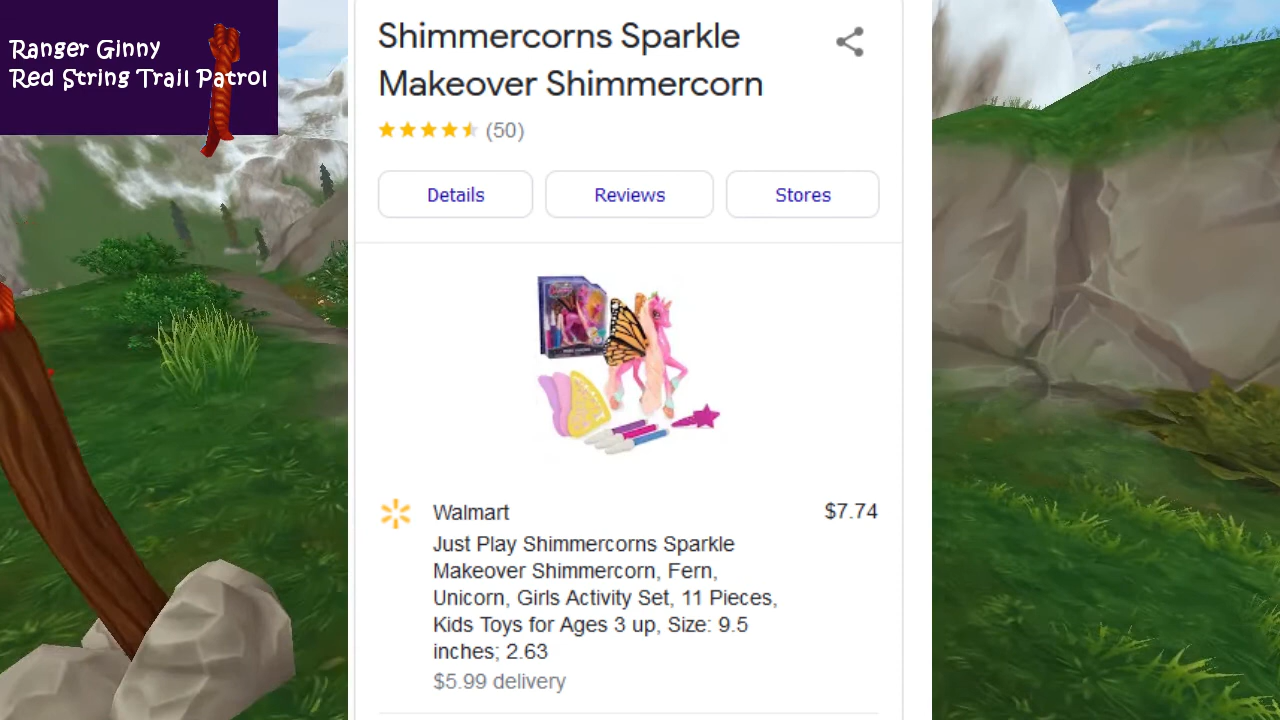 Ranger Ginny
Red String Trail Patrol
Shimmercorns Sparkle
Makeover Shimmercorn
(50)
Details
Reviews
Stores
Walmart
$7.74
Just Play Shimmercorns Sparkle
Makeover Shimmercorn, Fern,
Unicorn, Girls Activity Set, 11 Pieces,
Kids Toys for Ages 3 up, Size: 9.5
inches; 2.63
$5.99 delivery